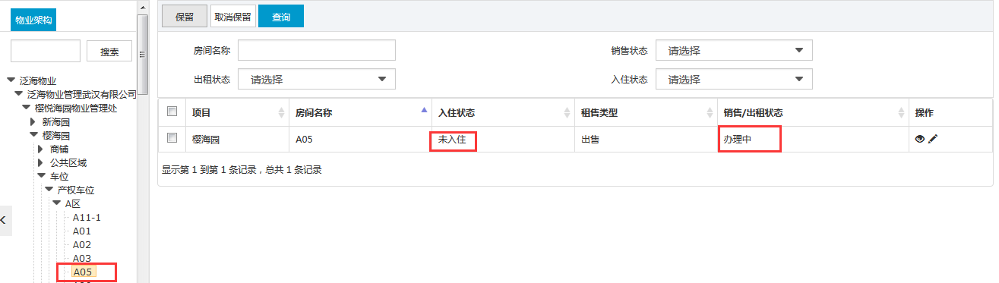 物业架构
搜索
泛海物业
泛海物业管理武汉有限公司
樱悦海园物业管理处
新海园
樱海园
商铺
公共区域
车位
产权车位
A区
A11-1
A01
A02
A03
A05
保留 取消保留 查询
房间名称 销售状态 请选择
出租状态 请选择 入住状态 请选择
项目 房间名称 入住状态 租售类型 销售/出租状态 操作
樱海园 A05 未入住 出售 办理中
显示第 1 到第 1 条记录，总共 1 条记录